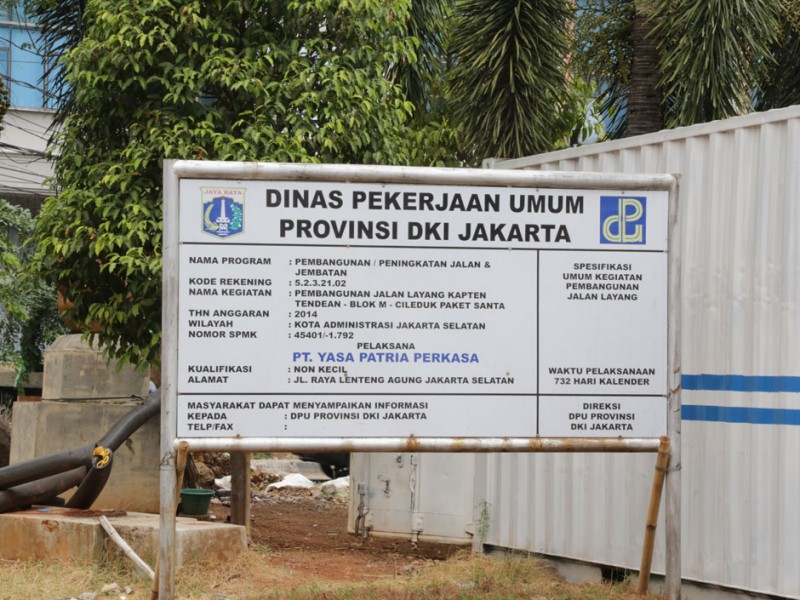 JAYA RAYA
DINAS PEKERJAAN UMUM
PROVINSI DKI JAKARTA
NAMA PROGRAM : PEMBANGUNAN / PENINGKATAN JALAN &
JEMBATAN
KODE REKENING : 5.2.3.21.02
NAMA KEGIATAN : PEMBANGUNAN JALAN LAYANG KAPTEN
TENDEAN - BLOK M - CILEDUK PAKET SANTA
THN ANGGARAN : 2014
WILAYAH : KOTA ADMINISTRASI JAKARTA SELATAN
NOMOR SPMK : 45401/-1.792
PELAKSANA
PT. YASA PATRIA PERKASA
KUALIFIKASI : NON KECIL
ALAMAT : JL. RAYA LENTENG AGUNG JAKARTA SELATAN
SPESIFIKASI
UMUM KEGIATAN
PEMBANGUNAN
JALAN LAYANG
WAKTU PELAKSANAAN
732 HARI KALENDER
MASYARAKAT DAPAT MENYAMPAIKAN INFORMASI
KEPADA : DPU PROVINSI DKI JAKARTA
TELP/FAX :
DIREKSI
DPU PROVINSI
DKI JAKARTA